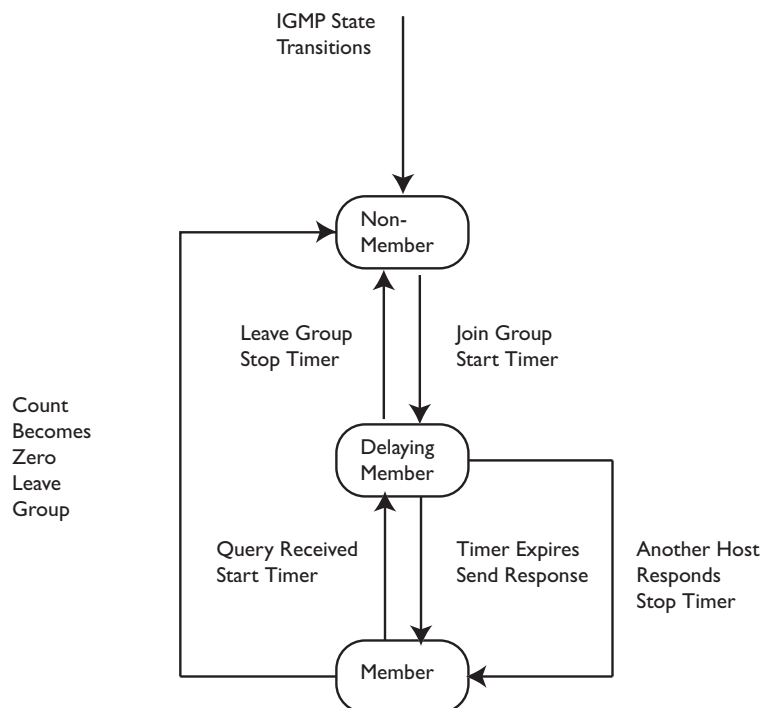 IGMP State
Transitions
Non-
Member
Leave Group
Stop Timer
Join Group
Start Timer
Count
Becomes
Zero
Leave
Group
Delaying
Member
Query Received
Start Timer
Timer Expires
Send Response
Another Host
Responds
Stop Timer
Member